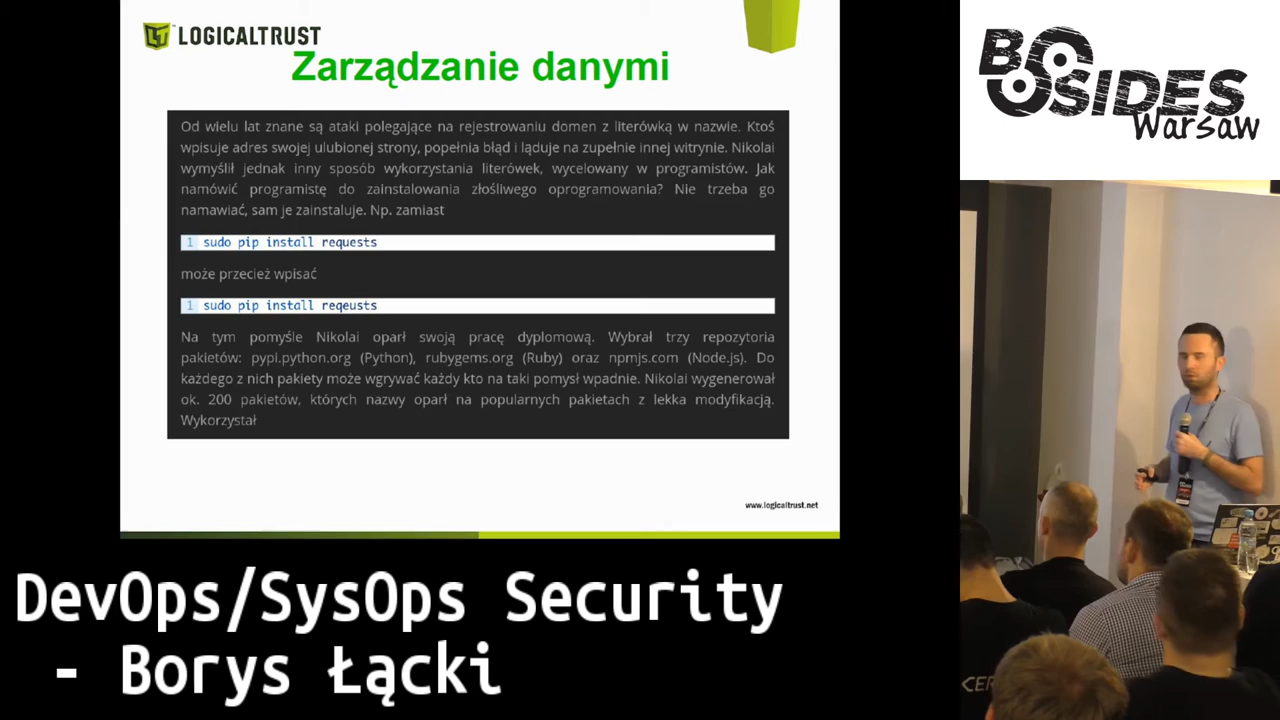 LOGICALTRUST
Zarządzanie danymi
Od wielu lat znane są ataki polegające na rejestrowaniu domen z literówką w nazwie. Ktoś
wpisuje adres swojej ulubionej strony, popełnia błąd i ląduje na zupełnie innej witrynie. Nikolai
wymyślił jednak inny sposób wykorzystania literówek, wycelowany w programistów. Jak
namówić programistę do zainstalowania złośliwego oprogramowania? Nie trzeba go
namawiać, sam je zainstaluje. Np. zamiast
1 sudo pip install requests
może przecież wpisać
1 sudo pip install reqeusts
Na tym pomyśle Nikolai oparł swoją pracę dyplomową. Wybrał trzy repozytoria
pakietów: pypi.python.org (Python), rubygems.org (Ruby) oraz npmjs.com (Node.js). Do
każdego z nich pakiety może wgrywać każdy kto na taki pomysł wpadnie. Nikolai wygenerował
ok. 200 pakietów, których nazwy oparł na popularnych pakietach z lekka modyfikacją.
Wykorzystał
www.logicaltrust.net
BSIDES
Warsaw
DevOps/SysOps Security
- Borys Łącki